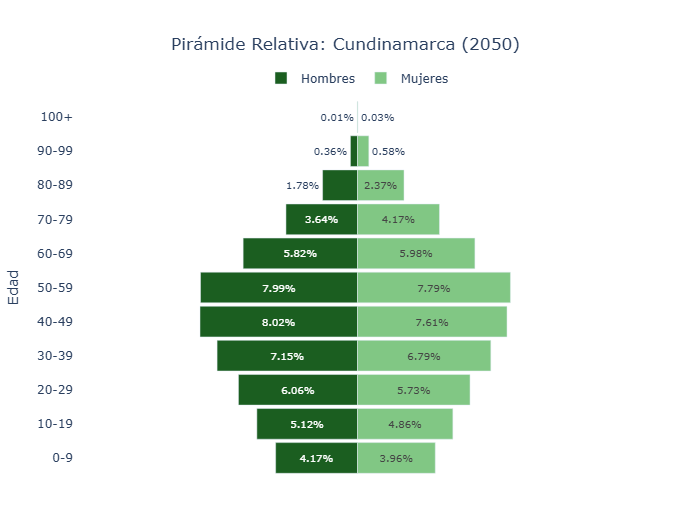 Pirámide Relativa: Cundinamarca (2050)
Hombres Mujeres
100+ 0.01% 0.03%
90-99 0.36% 0.58%
80-89 1.78% 2.37%
70-79 3.64% 4.17%
60-69 5.82% 5.98%
50-59 7.99% 7.79%
40-49 8.02% 7.61%
30-39 7.15% 6.79%
20-29 6.06% 5.73%
10-19 5.12% 4.86%
0-9 4.17% 3.96%
Edad